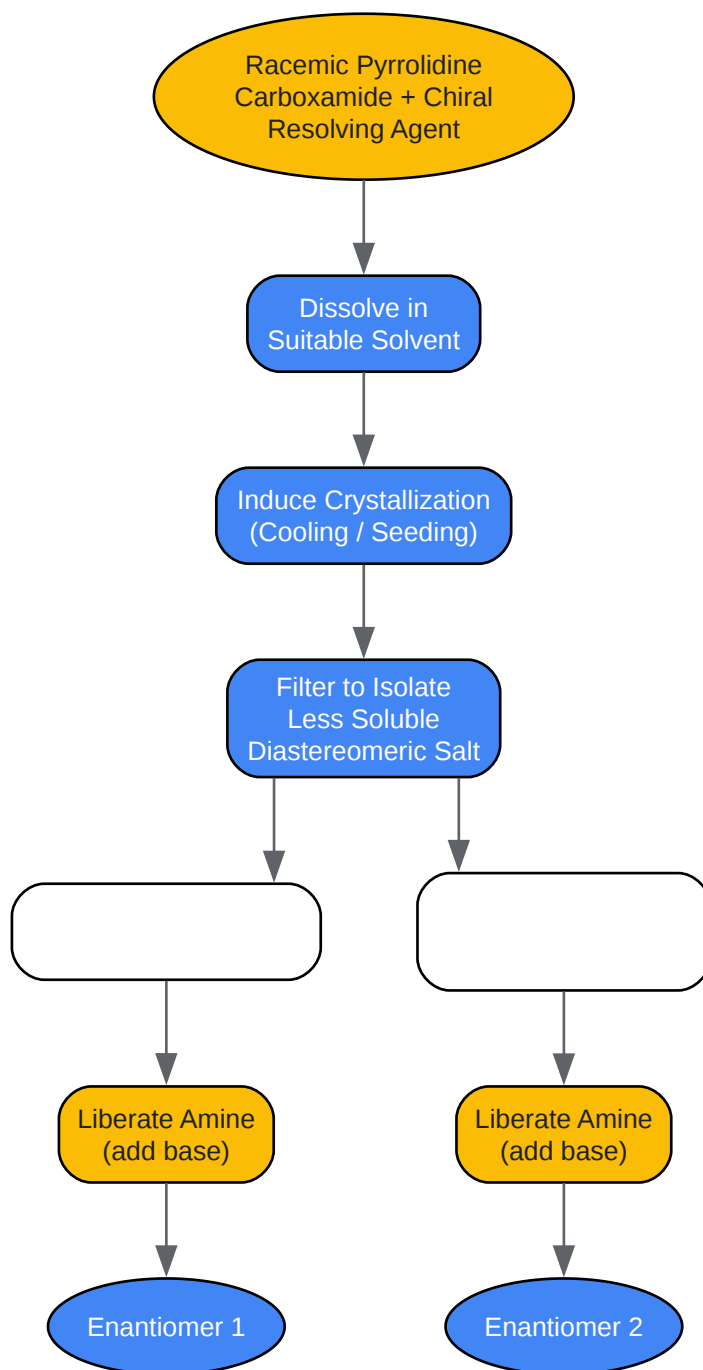 Racemic Pyrrolidine
Carboxamide + Chiral
Resolving Agent
Dissolve in
Suitable Solvent
Induce Crystallization
(Cooling / Seeding)
Filter to Isolate
Less Soluble
Diastereomeric Salt
Liberate Amine
(add base)
Liberate Amine
(add base)
Enantiomer 1
Enantiomer 2